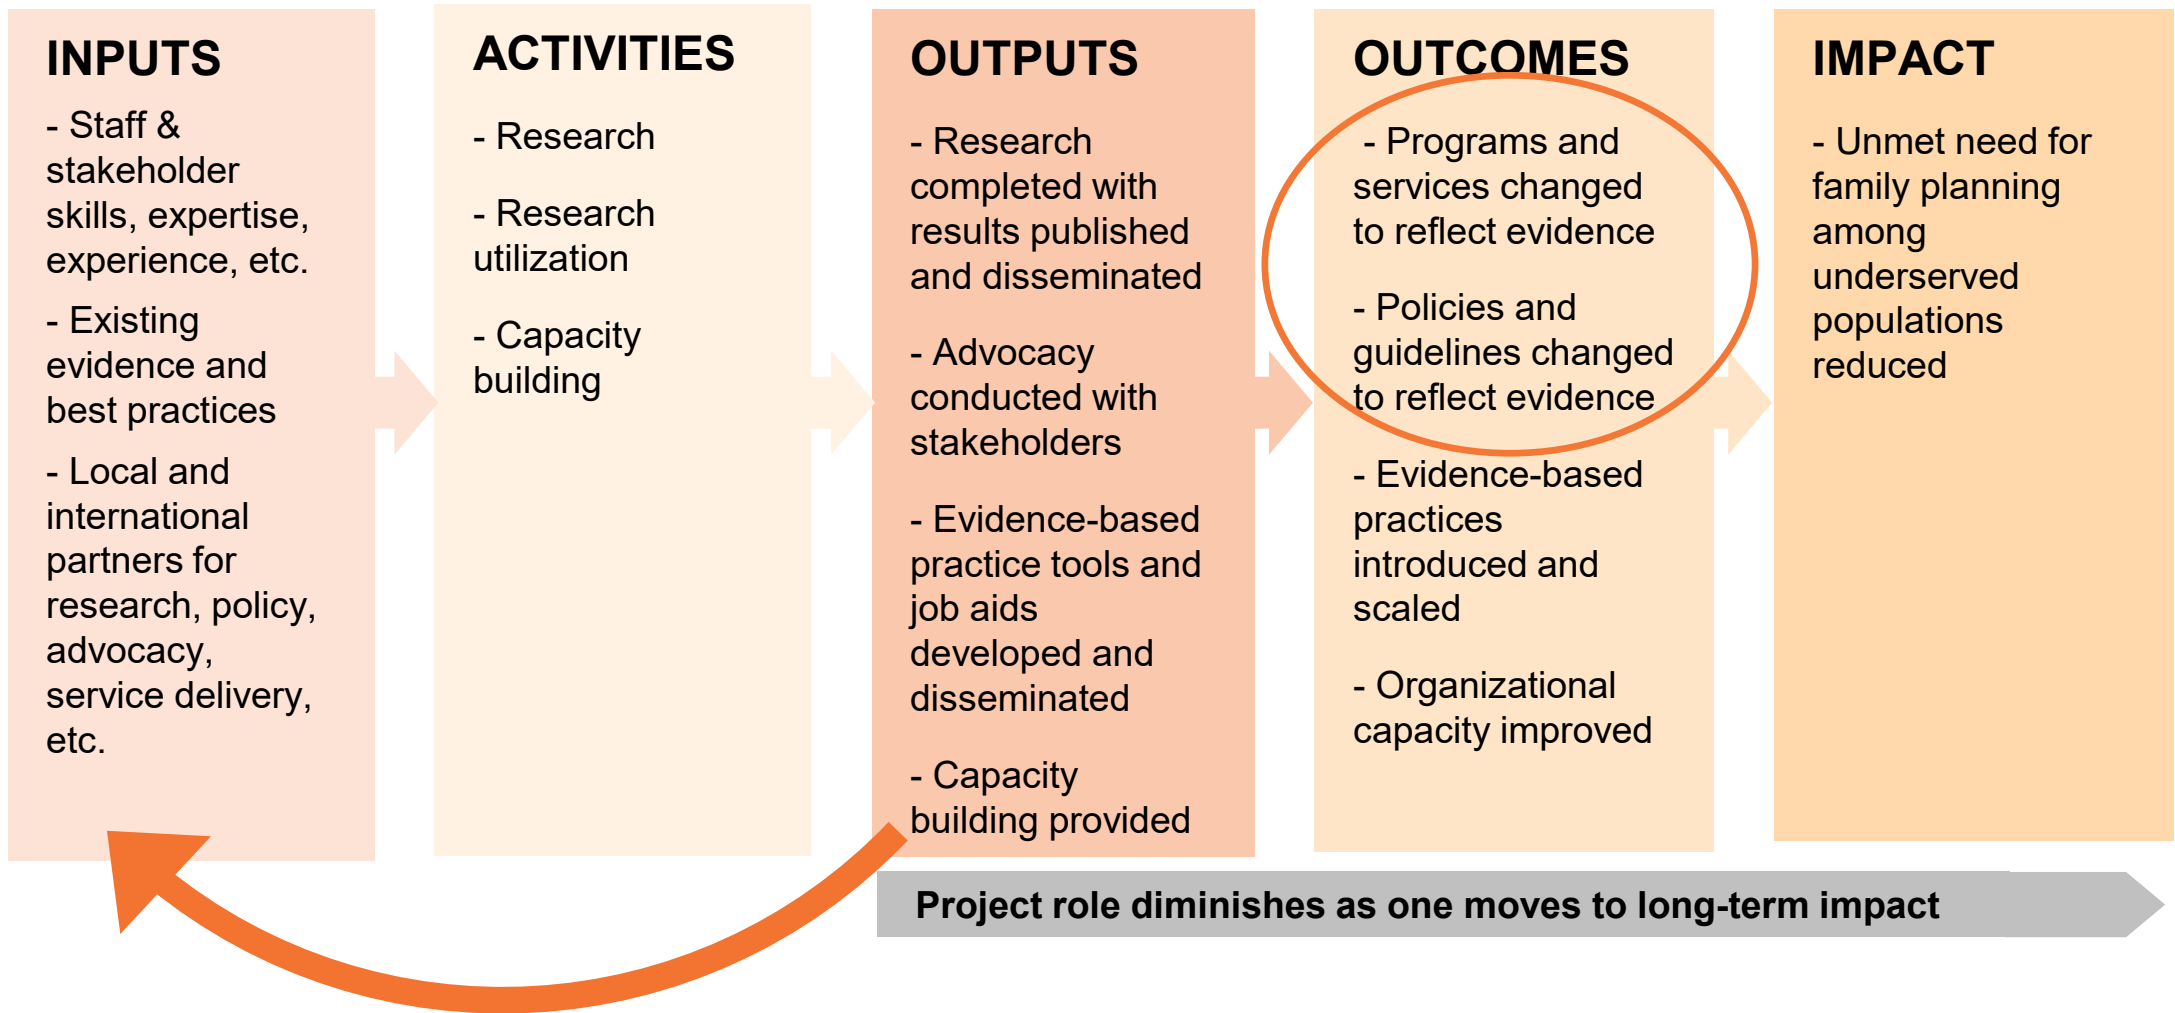 INPUTS
- Staff &
stakeholder
skills, expertise,
experience, etc.
- Existing
evidence and
best practices
- Local and
international
partners for
research, policy,
advocacy,
service delivery,
etc.
ACTIVITIES
- Research
- Research
utilization
- Capacity
building
OUTPUTS
- Research
completed with
results published
and disseminated
- Advocacy
conducted with
stakeholders
- Evidence-based
practice tools and
job aids
developed and
disseminated
- Capacity
building provided
OUTCOMES
- Programs and
services changed
to reflect evidence
- Policies and
guidelines changed
to reflect evidence
- Evidence-based
practices
introduced and
scaled
- Organizational
capacity improved
IMPACT
- Unmet need for
family planning
among
underserved
populations
reduced
Project role diminishes as one moves to long-term impact